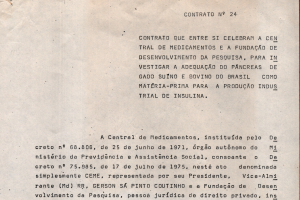 CONTRATO Nº 24
CONTRATO QUE ENTRE SI CELEBRAM A CEN
TRAL DE MEDICAMENTOS E A FUNDAÇÃO DE
DESENVOLVIMENTO DA PESQUISA, PARA IN
VESTIGAR A ADEQUAÇÃO DO PÂNCREAS DE
GADO SUÍNO E BOVINO DO BRASIL COMO
MATÉRIA-PRIMA PARA A PRODUÇÃO INDUS
TRIAL DE INSULINA.
A Central de Medicamentos, instituída pelo De
creto nº 68.806, de 25 de junho de 1971, órgão autônomo do Mi
nistério da Previdência e Assistência Social, consoante o De
creto nº 75.985, de 17 de julho de 1975, neste ato denominada
simplesmente CEME, representada por seu Presidente, Vice-Almi
rante (Md) RB, GERSON SÁ PINTO COUTINHO e a Fundação de Desen
volvimento da Pesquisa, pessoa jurídica de direito privado, ins